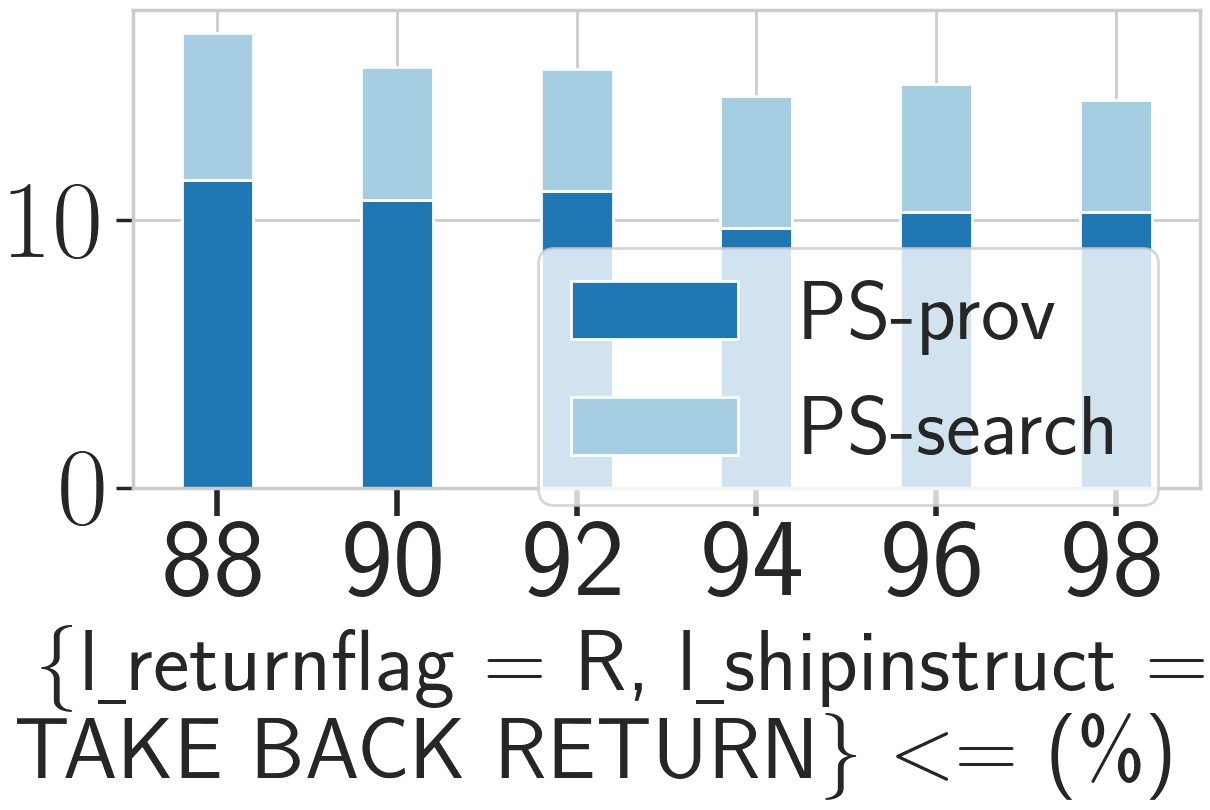 10
0
PS-prov
PS-search
88 90 92 94 96 98
{l_returnflag = R, l_shipinstruct =
TAKE BACK RETURN} <= (%)